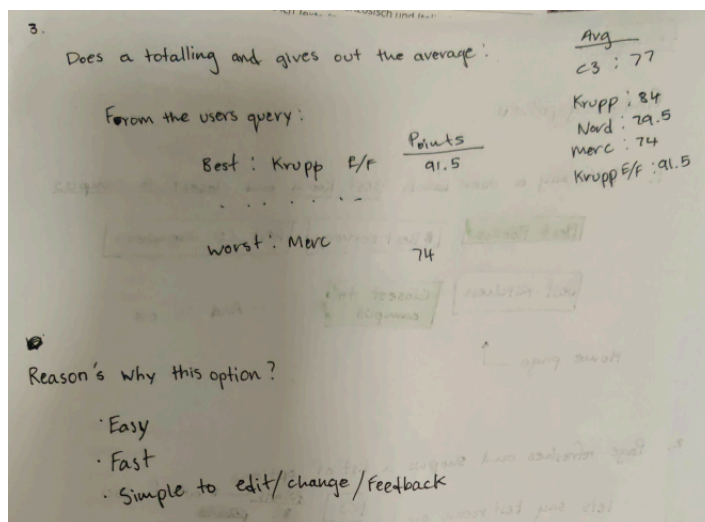 3.
Does a totalling and gives out the average :
Avg
c3 : 77
Krupp : 84
Nord : 79.5
merc : 74
Krupp E/F : 91.5
From the users query :
Points
Best : Krupp E/F 91.5
. . . . . . .
worst : Merc 74
Reason's why this option ?
· Easy
· Fast
· Simple to edit/change/Feedback